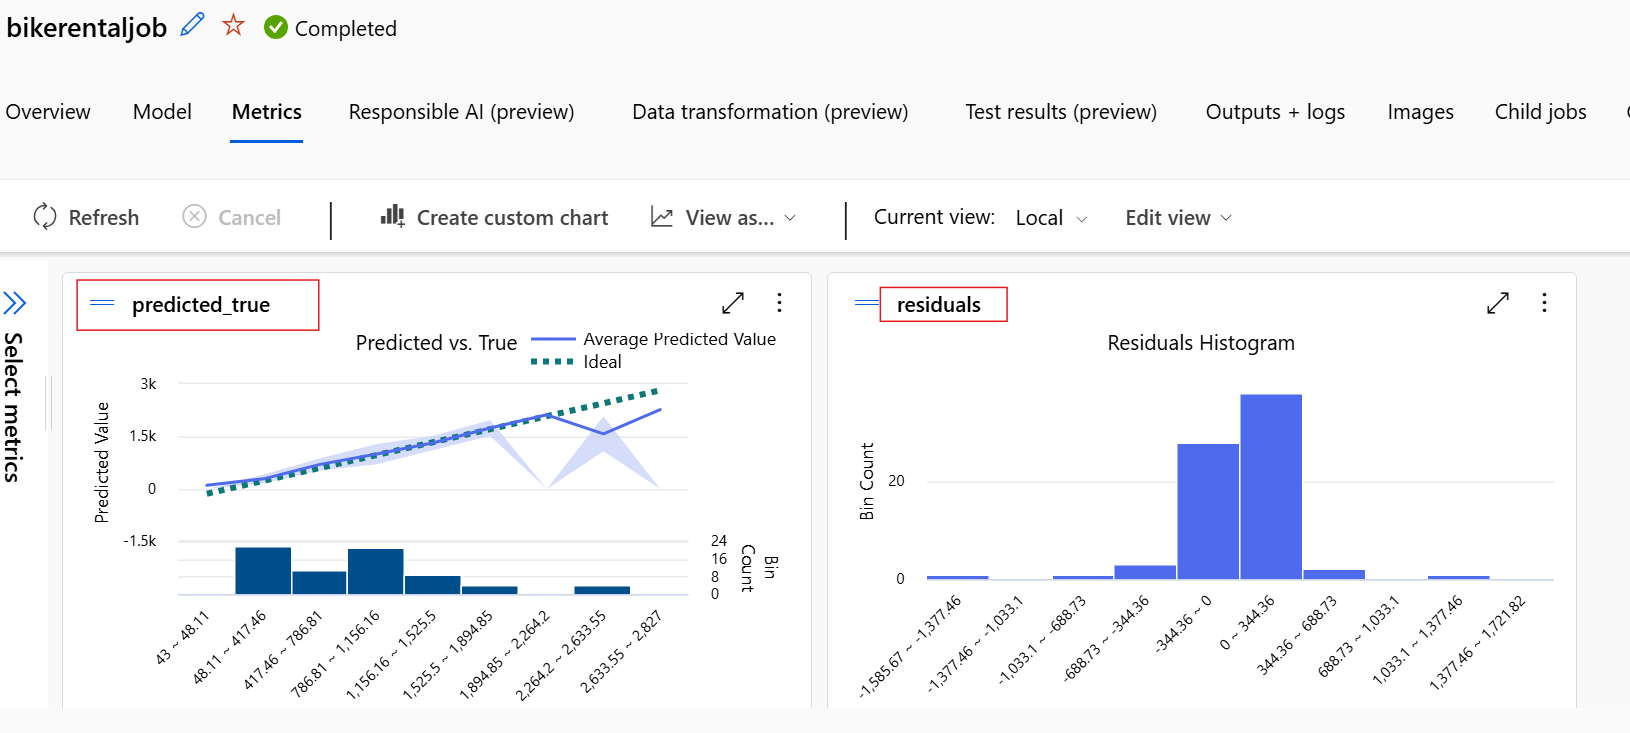 bikerentaljob Completed
Overview Model Metrics Responsible AI (preview) Data transformation (preview) Test results (preview) Outputs + logs Images Child jobs
Refresh Cancel Create custom chart View as... Current view: Local Edit view
Select metrics
predicted_true
Predicted vs. True
Average Predicted Value
Ideal
Predicted Value
3k
1.5k
0
-1.5k
24
16
8
0
Bin
Count
43 ~ 48.11
48.11 ~ 417.46
417.46 ~ 786.81
786.81 ~ 1,156.16
1,156.16 ~ 1,525.5
1,525.5 ~ 1,894.85
1,894.85 ~ 2,264.2
2,264.2 ~ 2,633.55
2,633.55 ~ 2,827
residuals
Residuals Histogram
Bin Count
20
0
-1,585.67 ~ -1,377.46
-1,377.46 ~ -1,033.1
-1,033.1 ~ -688.73
-688.73 ~ -344.36
-344.36 ~ 0
0 ~ 344.36
344.36 ~ 688.73
688.73 ~ 1,033.1
1,033.1 ~ 1,377.46
1,377.46 ~ 1,721.82